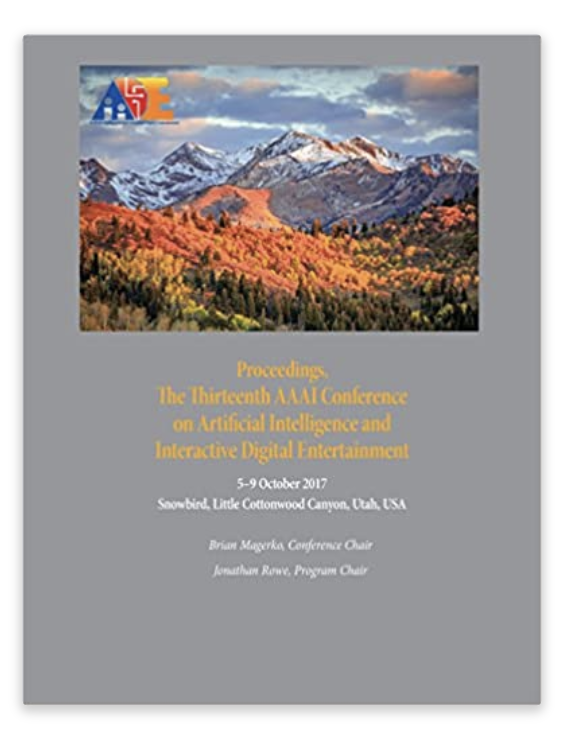 Proceedings,
The Thirteenth AAAI Conference
on Artificial Intelligence and
Interactive Digital Entertainment
5–9 October 2017
Snowbird, Little Cottonwood Canyon, Utah, USA
Brian Magerko, Conference Chair
Jonathan Rowe, Program Chair